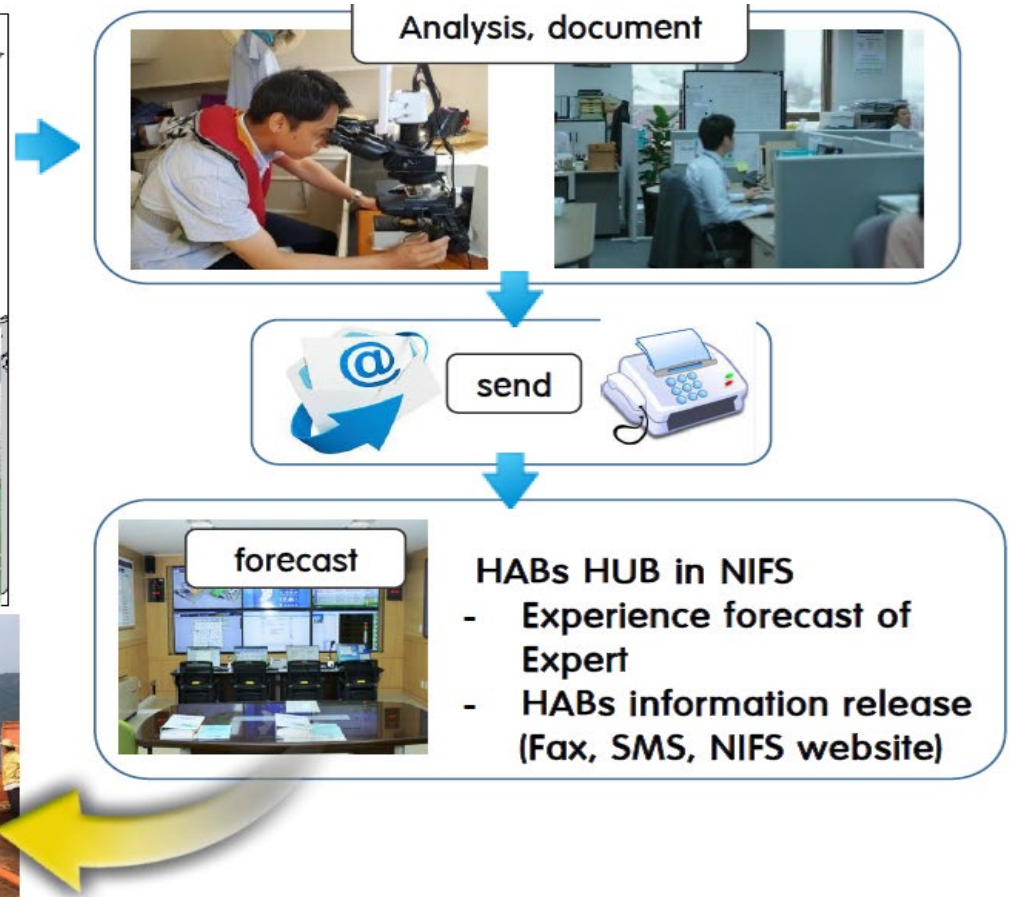 Analysis, document
@
send
forecast
HABs HUB in NIFS
- Experience forecast of
Expert
- HABs information release
(Fax, SMS, NIFS website)